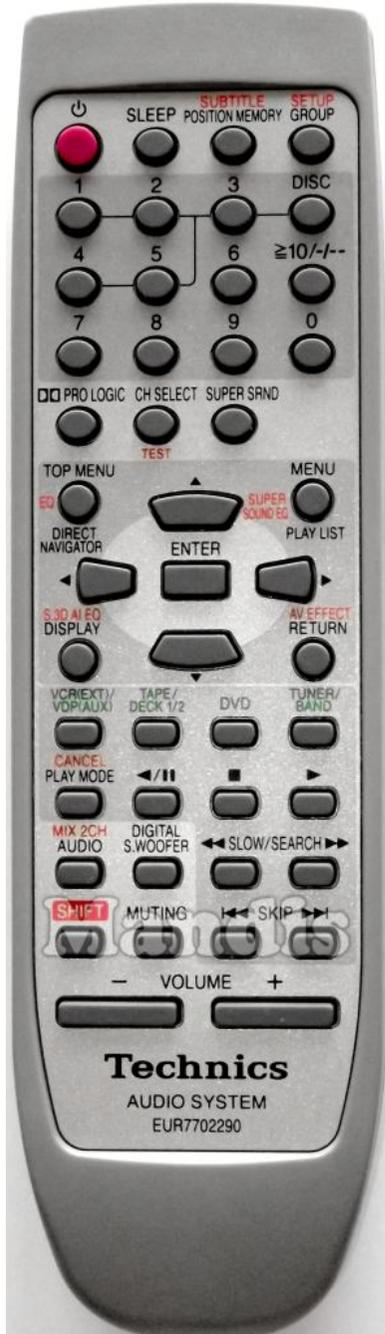 SUBTITLE SETUP
SLEEP POSITION MEMORY GROUP
1 2 3 DISC
4 5 6 ≧10/-/--
7 8 9 0
PRO LOGIC CH SELECT SUPER SRND
TEST
TOP MENU MENU
EQ SUPER SOUND EQ
DIRECT NAVIGATOR ENTER PLAY LIST
S.3D AI EQ AV EFFECT
DISPLAY RETURN
VCR(EXT)/ TAPE/ DVD TUNER/
VDP(AUX) DECK 1/2 BAND
CANCEL
PLAY MODE ◀/❚❚ ■ ▶
MIX 2CH DIGITAL
AUDIO S.WOOFER ◀◀ SLOW/SEARCH ▶▶
SHIFT MUTING |◀◀ SKIP ▶▶|
Mandis
− VOLUME +
Technics
AUDIO SYSTEM
EUR7702290